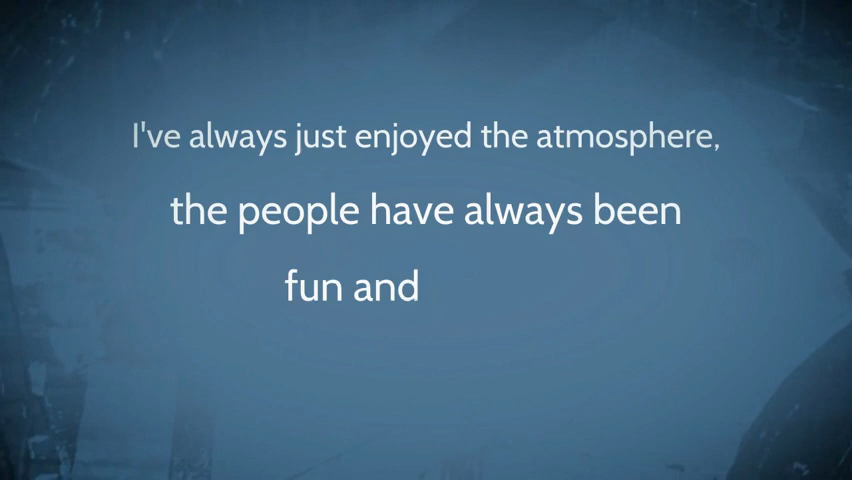 I've always just enjoyed the atmosphere,
the people have always been
fun and